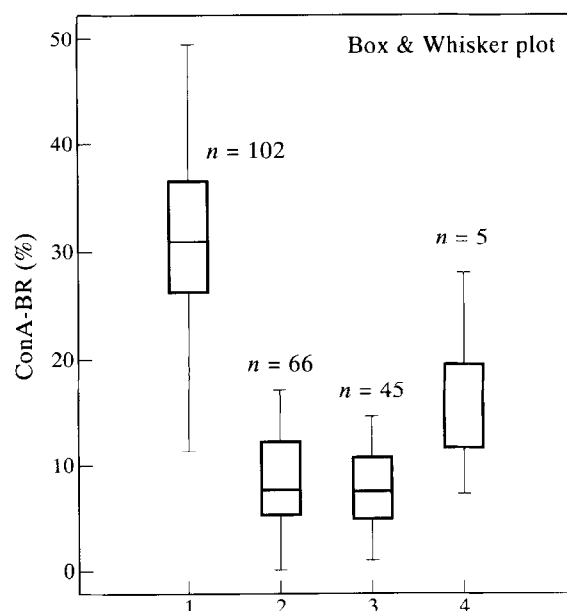 Box & Whisker plot
ConA-BR (%)
50
40
30
20
10
0
n = 102
n = 66
n = 45
n = 5
1
2
3
4